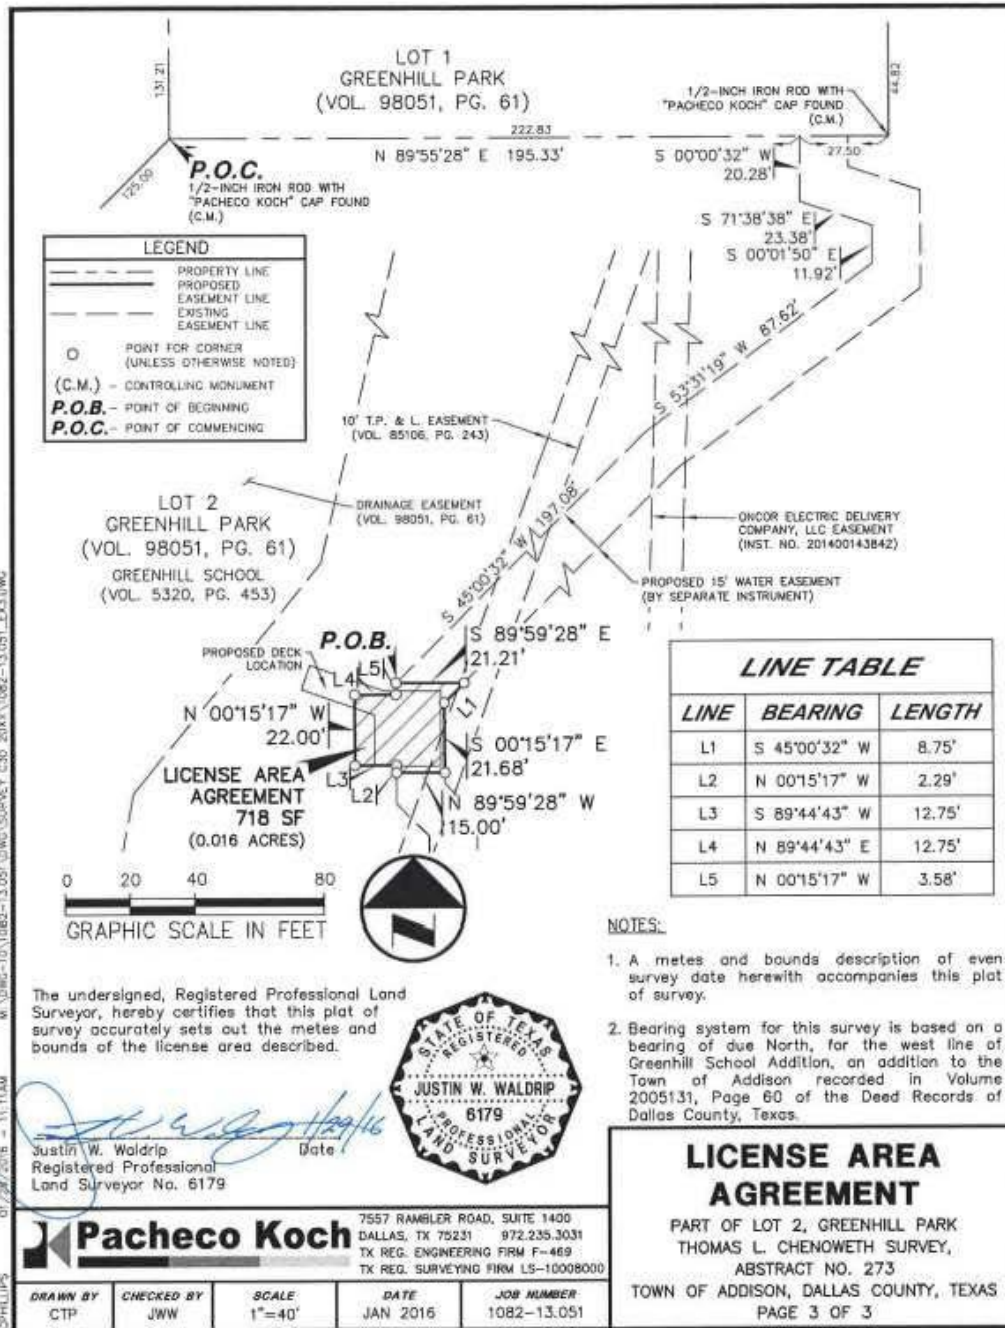 LOT 1
GREENHILL PARK
(VOL. 98051, PG. 61)
131.21
44.82
1/2-INCH IRON ROD WITH
"PACHECO KOCH" CAP FOUND
(C.M.)
222.83
N 89°55'28" E 195.33'
27.50
S 00°00'32" W
20.28'
125.00
P.O.C.
1/2-INCH IRON ROD WITH
"PACHECO KOCH" CAP FOUND
(C.M.)
S 71°38'38" E
23.38'
S 00°01'50" E
11.92'
LEGEND
PROPERTY LINE
PROPOSED
EASEMENT LINE
EXISTING
EASEMENT LINE
POINT FOR CORNER
(UNLESS OTHERWISE NOTED)
(C.M.) - CONTROLLING MONUMENT
P.O.B. - POINT OF BEGINNING
P.O.C. - POINT OF COMMENCING
S 53°31'19" W 87.62'
10' T.P. & L. EASEMENT
(VOL. 85106, PG. 243)
DRAINAGE EASEMENT
(VOL. 98051, PG. 61)
LOT 2
GREENHILL PARK
(VOL. 98051, PG. 61)
GREENHILL SCHOOL
(VOL. 5320, PG. 453)
S 45°00'32" W 197.08'
ONCOR ELECTRIC DELIVERY
COMPANY, LLC EASEMENT
(INST. NO. 201400143842)
PROPOSED 15' WATER EASEMENT
(BY SEPARATE INSTRUMENT)
P.O.B.
PROPOSED DECK
LOCATION
L5
L4
S 89°59'28" E
21.21'
L1
N 00°15'17" W
22.00'
S 00°15'17" E
21.68'
L3
L2
LICENSE AREA
AGREEMENT
718 SF
(0.016 ACRES)
N 89°59'28" W
15.00'
LINE TABLE
LINE BEARING LENGTH
L1 S 45°00'32" W 8.75'
L2 N 00°15'17" W 2.29'
L3 S 89°44'43" W 12.75'
L4 N 89°44'43" E 12.75'
L5 N 00°15'17" W 3.58'
0 20 40 80
GRAPHIC SCALE IN FEET
NOTES:
1. A metes and bounds description of even
survey date herewith accompanies this plat
of survey.
2. Bearing system for this survey is based on a
bearing of due North, for the west line of
Greenhill School Addition, an addition to the
Town of Addison recorded in Volume
2005131, Page 60 of the Deed Records of
Dallas County, Texas.
The undersigned, Registered Professional Land
Surveyor, hereby certifies that this plat of
survey accurately sets out the metes and
bounds of the license area described.
STATE OF TEXAS
REGISTERED
JUSTIN W. WALDRIP
6179
PROFESSIONAL
LAND SURVEYOR
1/29/16
Justin W. Waldrip Date
Registered Professional
Land Surveyor No. 6179
Pacheco Koch
7557 RAMBLER ROAD, SUITE 1400
DALLAS, TX 75231 972.235.3031
TX REG. ENGINEERING FIRM F-469
TX REG. SURVEYING FIRM LS-10008000
DRAWN BY CHECKED BY SCALE DATE JOB NUMBER
CTP JWW 1"=40' JAN 2016 1082-13.051
LICENSE AREA
AGREEMENT
PART OF LOT 2, GREENHILL PARK
THOMAS L. CHENOWETH SURVEY,
ABSTRACT NO. 273
TOWN OF ADDISON, DALLAS COUNTY, TEXAS
PAGE 3 OF 3